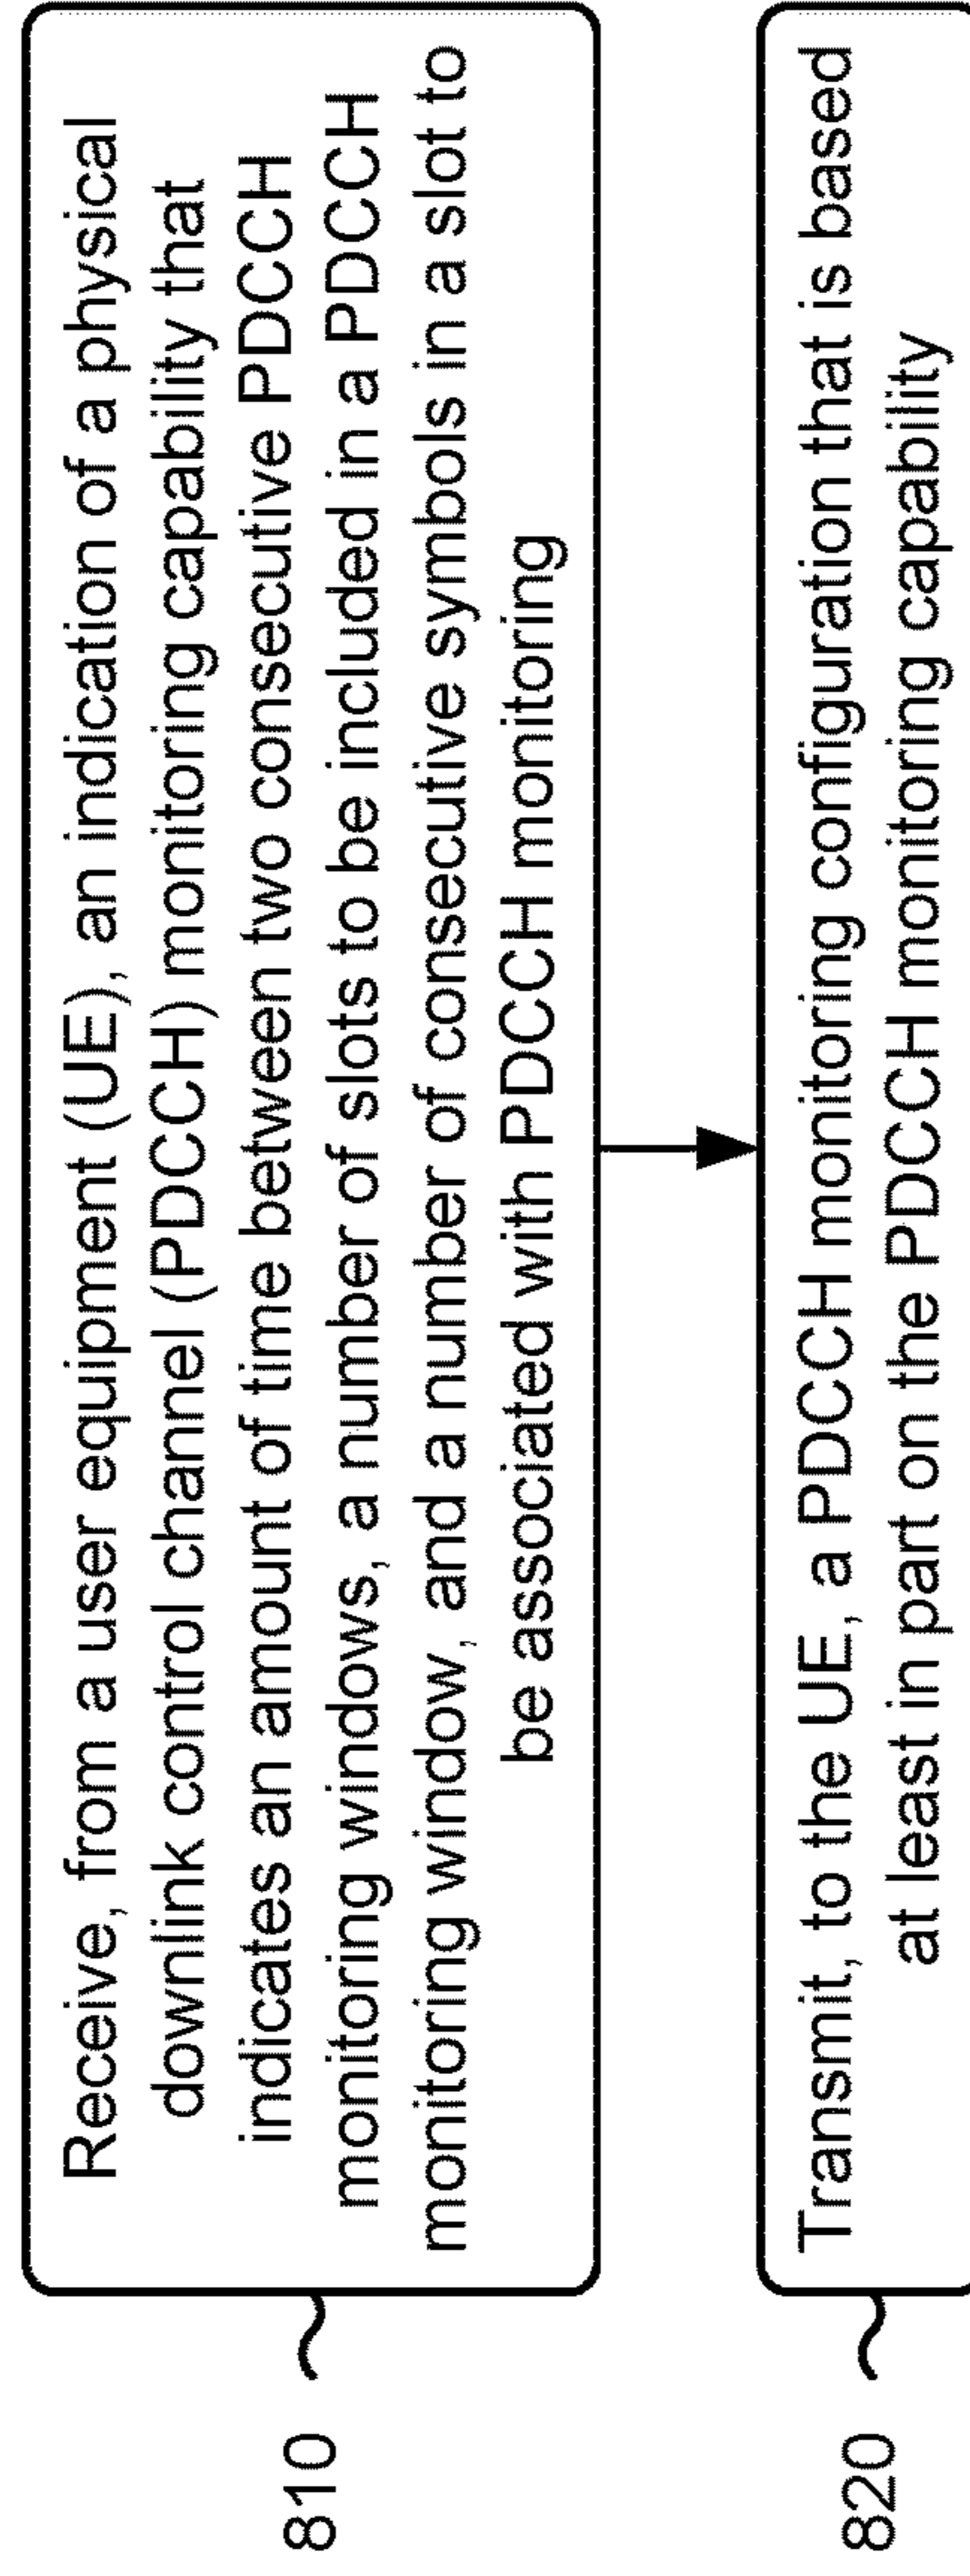 810
Receive, from a user equipment (UE), an indication of a physical
downlink control channel (PDCCH) monitoring capability that
indicates an amount of time between two consecutive PDCCH
monitoring windows, a number of slots to be included in a PDCCH
monitoring window, and a number of consecutive symbols in a slot to
be associated with PDCCH monitoring
820
Transmit, to the UE, a PDCCH monitoring configuration that is based
at least in part on the PDCCH monitoring capability